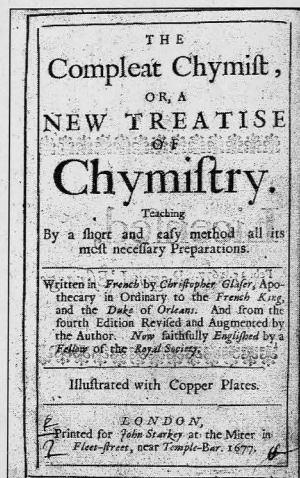 THE
Compleat Chymiſt,
OR, A
NEW TREATISE
OF
Chymiſtry.
Teaching
By a ſhort and eaſy method all its
moſt neceſſary Preparations.
Written in French by Chriſtopher Glaſer, Apo-
thecary in Ordinary to the French King,
and the Duke of Orleans. And from the
fourth Edition Reviſed and Augmented by
the Author. Now faithfully Engliſhed by a
Fellow of the Royal Society.
Illuſtrated with Copper Plates.
LONDON,
Printed for John Starkey at the Miter in
Fleet-ſtreet, near Temple-Bar. 1677.